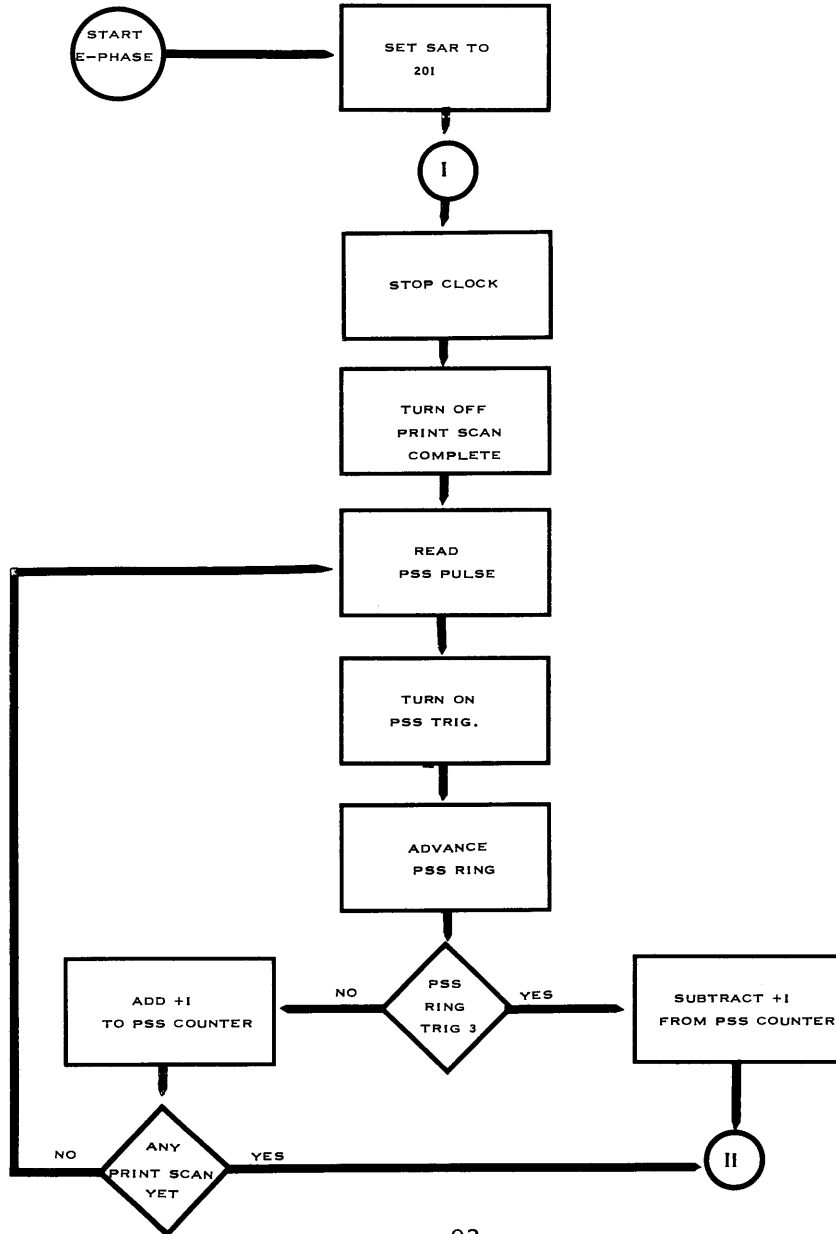 START
E-PHASE
SET SAR TO
201
I
STOP CLOCK
TURN OFF
PRINT SCAN
COMPLETE
READ
PSS PULSE
TURN ON
PSS TRIG.
ADVANCE
PSS RING
PSS
RING
TRIG 3
NO
YES
ADD +1
TO PSS COUNTER
SUBTRACT +1
FROM PSS COUNTER
ANY
PRINT SCAN
YET
NO
YES
II